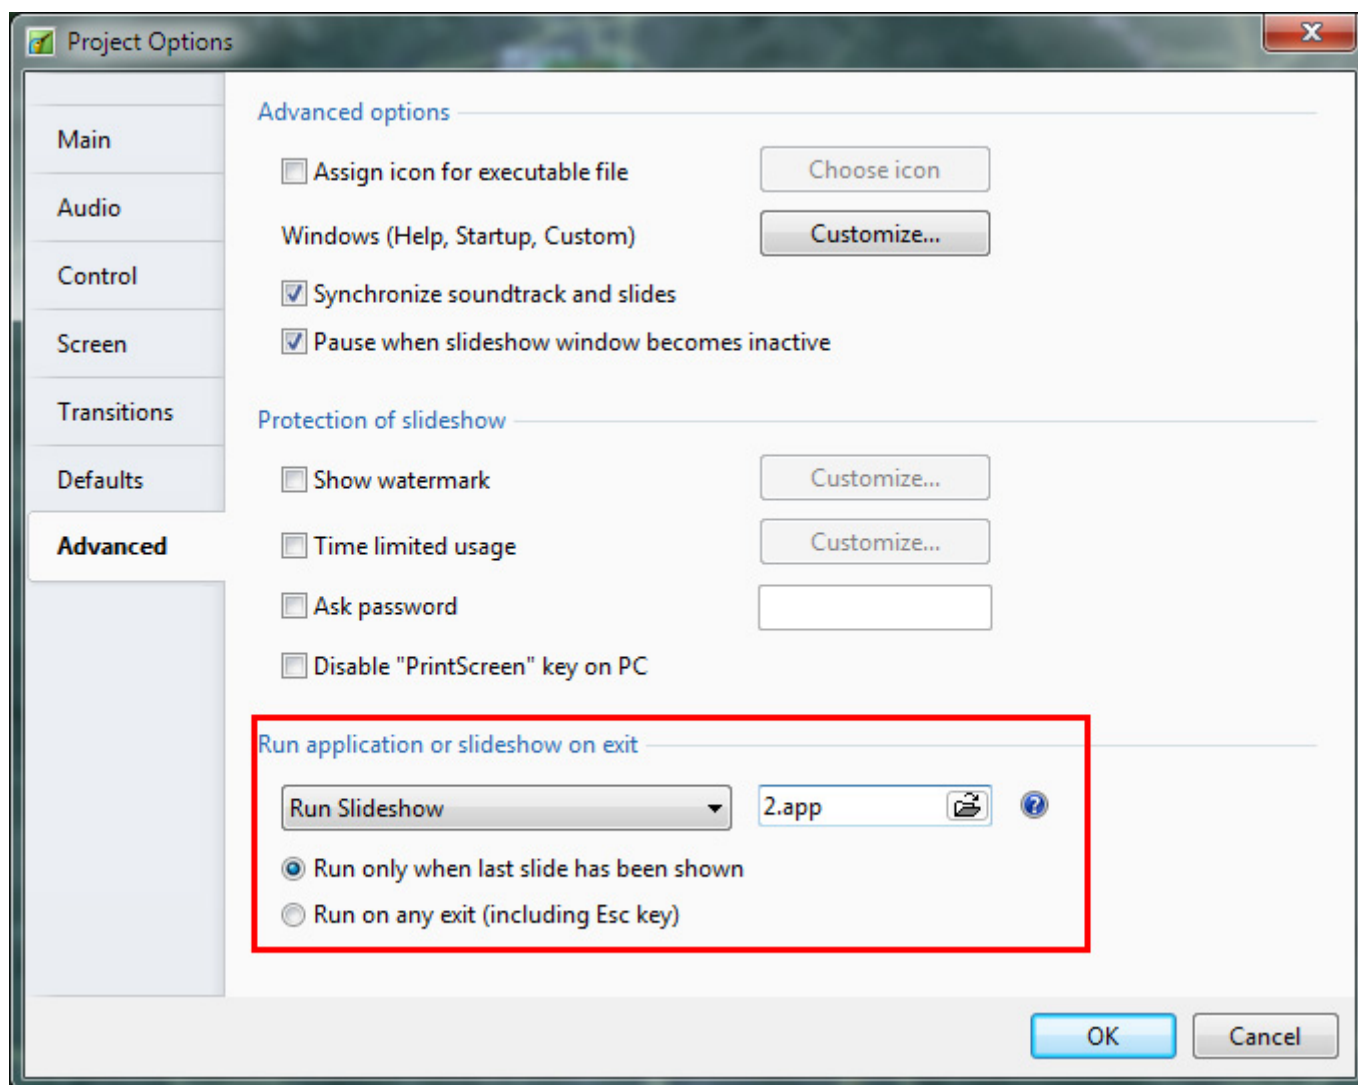 Project Options
Main
Audio
Control
Screen
Transitions
Defaults
Advanced
Advanced options
Assign icon for executable file Choose icon
Windows (Help, Startup, Custom) Customize...
Synchronize soundtrack and slides
Pause when slideshow window becomes inactive
Protection of slideshow
Show watermark Customize...
Time limited usage Customize...
Ask password
Disable "PrintScreen" key on PC
Run application or slideshow on exit
Run Slideshow 2.app ?
Run only when last slide has been shown
Run on any exit (including Esc key)
OK Cancel